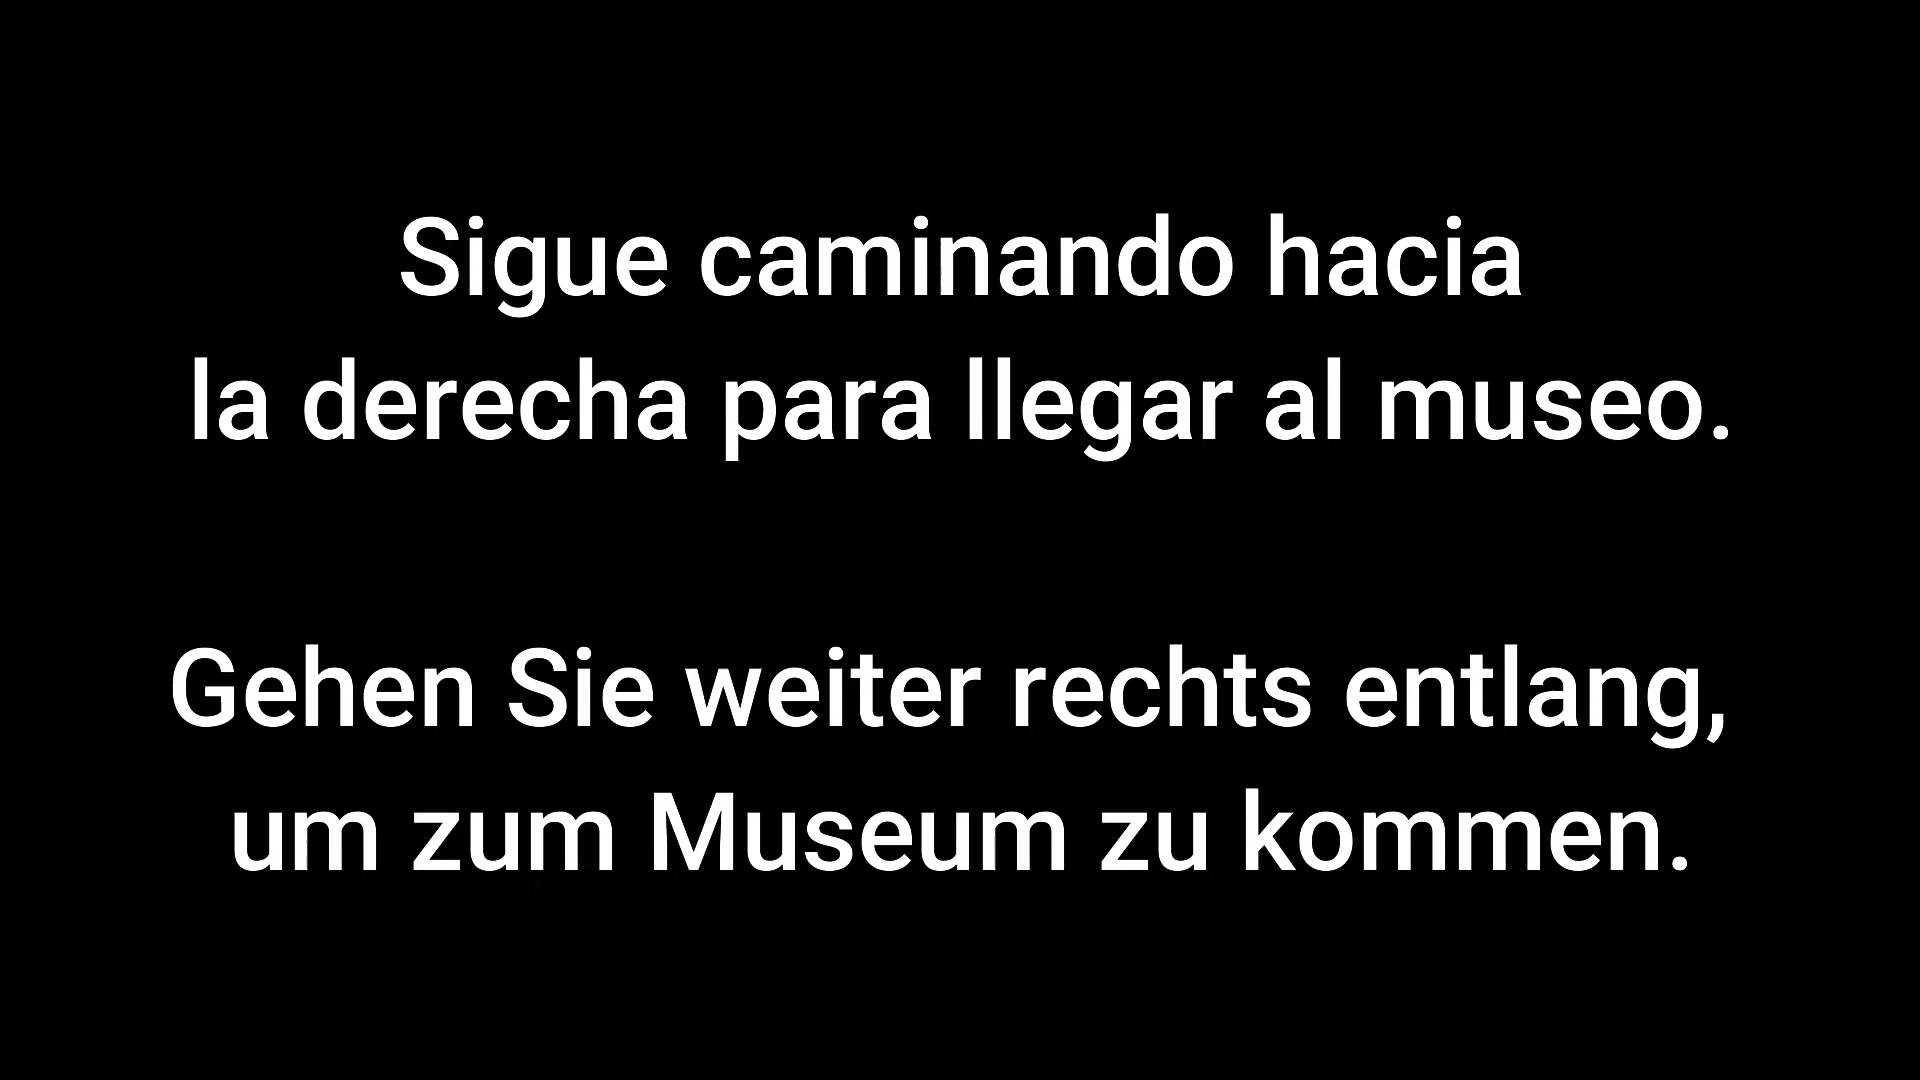 Sigue caminando hacia
la derecha para llegar al museo.
Gehen Sie weiter rechts entlang,
um zum Museum zu kommen.